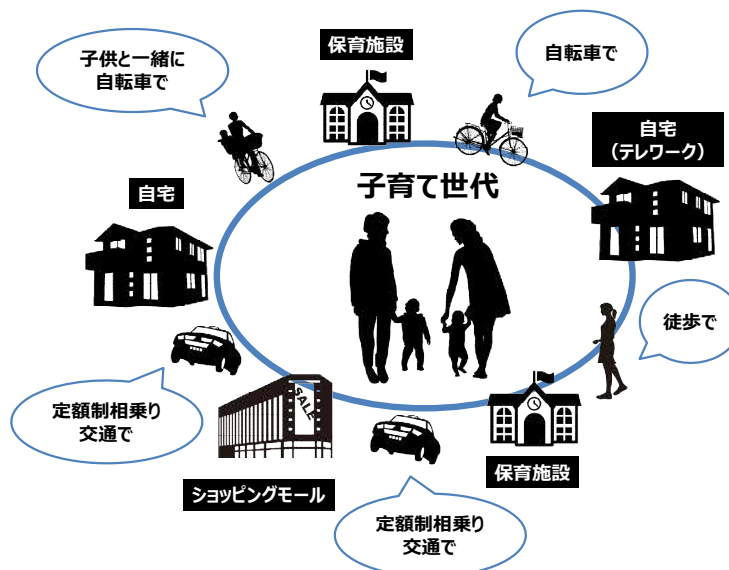 子供と一緒に
自転車で
保育施設
自転車で
自宅
（テレワーク）
子育て世代
自宅
徒歩で
定額制相乗り
交通で
SALE
保育施設
ショッピングモール
定額制相乗り
交通で